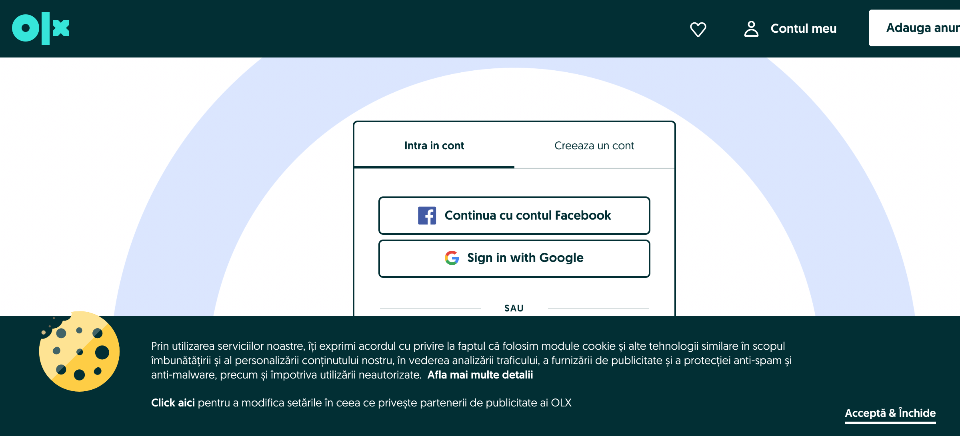 olx
Contul meu
Adauga anun
Intra in cont
Creeaza un cont
Continua cu contul Facebook
Sign in with Google
SAU
Prin utilizarea serviciilor noastre, îți exprimi acordul cu privire la faptul că folosim module cookie și alte tehnologii similare în scopul
îmbunătățirii și al personalizării conținutului nostru, în vederea analizării traficului, a furnizării de publicitate și a protecției anti-spam și
anti-malware, precum și împotriva utilizării neautorizate. Afla mai multe detalii
Click aici pentru a modifica setările în ceea ce privește partenerii de publicitate ai OLX
Acceptă & Închide